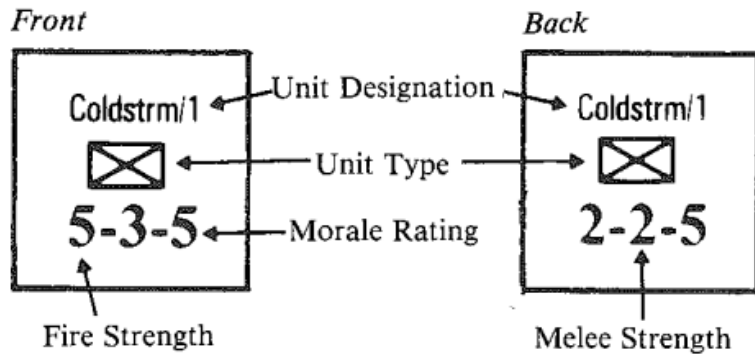 Front
Back
Coldstrm/1
Unit Designation
Coldstrm/1
Unit Type
5-3-5
Morale Rating
2-2-5
Fire Strength
Melee Strength